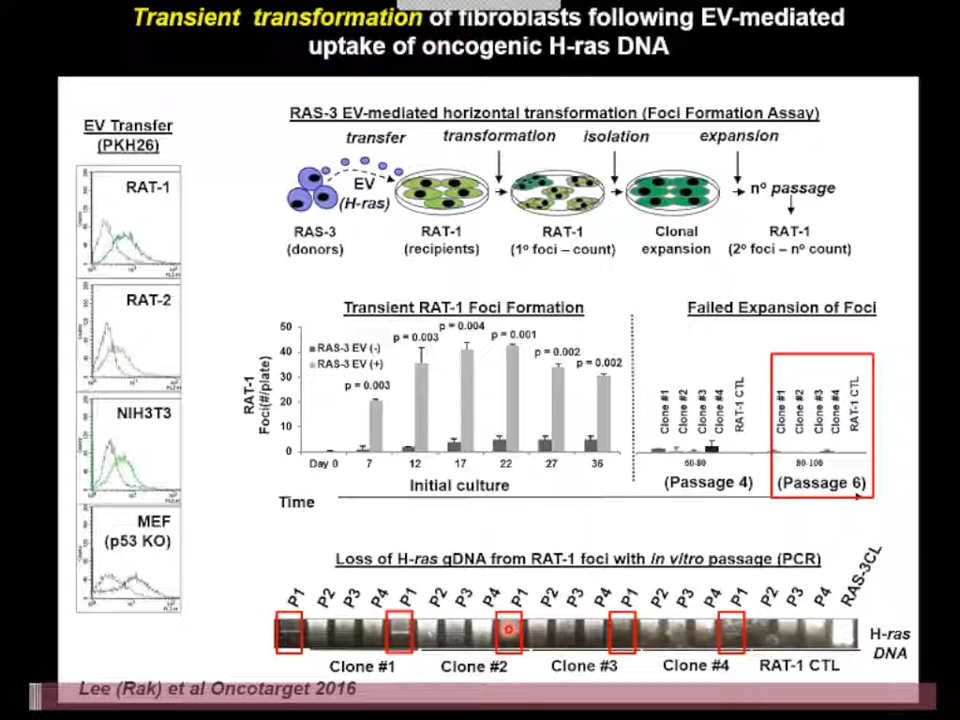 Transient transformation of fibroblasts following EV-mediated
uptake of oncogenic H-ras DNA
EV Transfer
(PKH26)
RAT-1
RAT-2
NIH3T3
MEF
(p53 KO)
RAS-3 EV-mediated horizontal transformation (Foci Formation Assay)
transfer transformation isolation expansion
EV
(H-ras)
nº passage
RAS-3
(donors)
RAT-1
(recipients)
RAT-1
(1º foci – count)
Clonal
expansion
RAT-1
(2º foci – nº count)
Transient RAT-1 Foci Formation
RAT-1
Foci(#/plate)
50
40
30
20
10
0
RAS-3 EV (-)
RAS-3 EV (+)
p = 0.003
p = 0.003
p = 0.004
p = 0.001
p = 0.002
p = 0.002
Day 0 7 12 17 22 27 36
Initial culture
Failed Expansion of Foci
Clone #1
Clone #2
Clone #3
Clone #4
RAT-1 CTL
Clone #1
Clone #2
Clone #3
Clone #4
RAT-1 CTL
60-80 80-100
(Passage 4) (Passage 6)
Time
Loss of H-ras gDNA from RAT-1 foci with in vitro passage (PCR)
P1 P2 P3 P4 P1 P2 P3 P4 P1 P2 P3 P4 P1 P2 P3 P4 P1 P2 P3 P4 RAS-3CL
H-ras
DNA
Clone #1 Clone #2 Clone #3 Clone #4 RAT-1 CTL
Lee (Rak) et al Oncotarget 2016